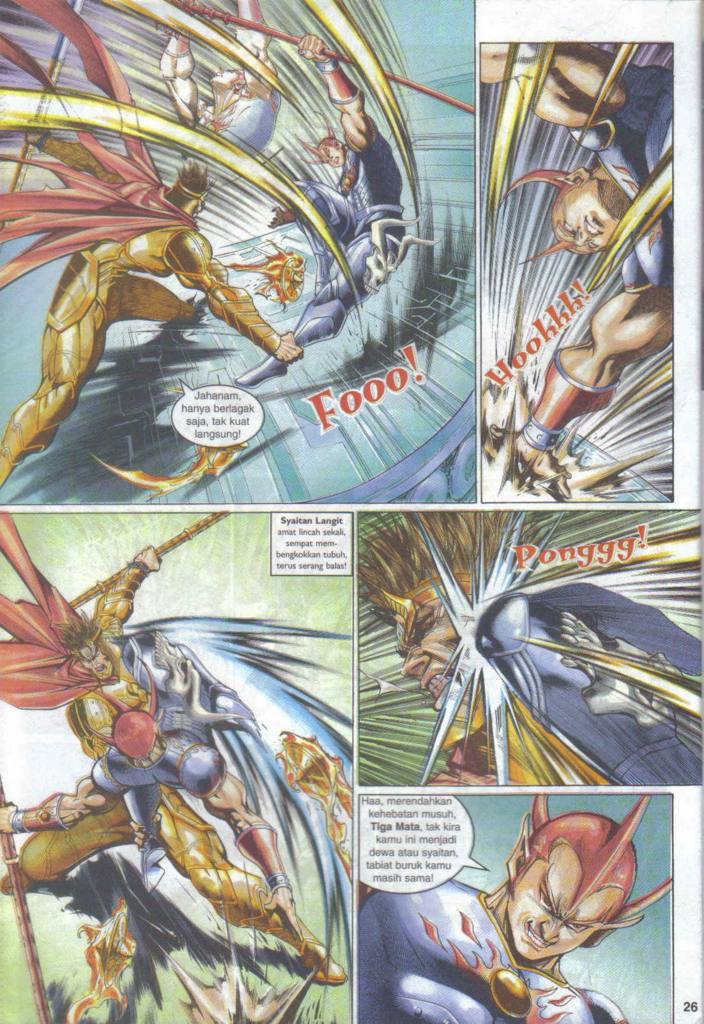 Jahanam,
hanya berlagak
saja, tak kuat
langsung!
Fooo!
Hookhh!
Syaitan Langit
amat lincah sekali,
sempat mem-
bengkokkan tubuh,
terus serang balas!
Ponggg!
Haa, merendahkan
kehebatan musuh,
Tiga Mata, tak kira
kamu ini menjadi
dewa atau syaitan,
tabiat buruk kamu
masih sama!
26